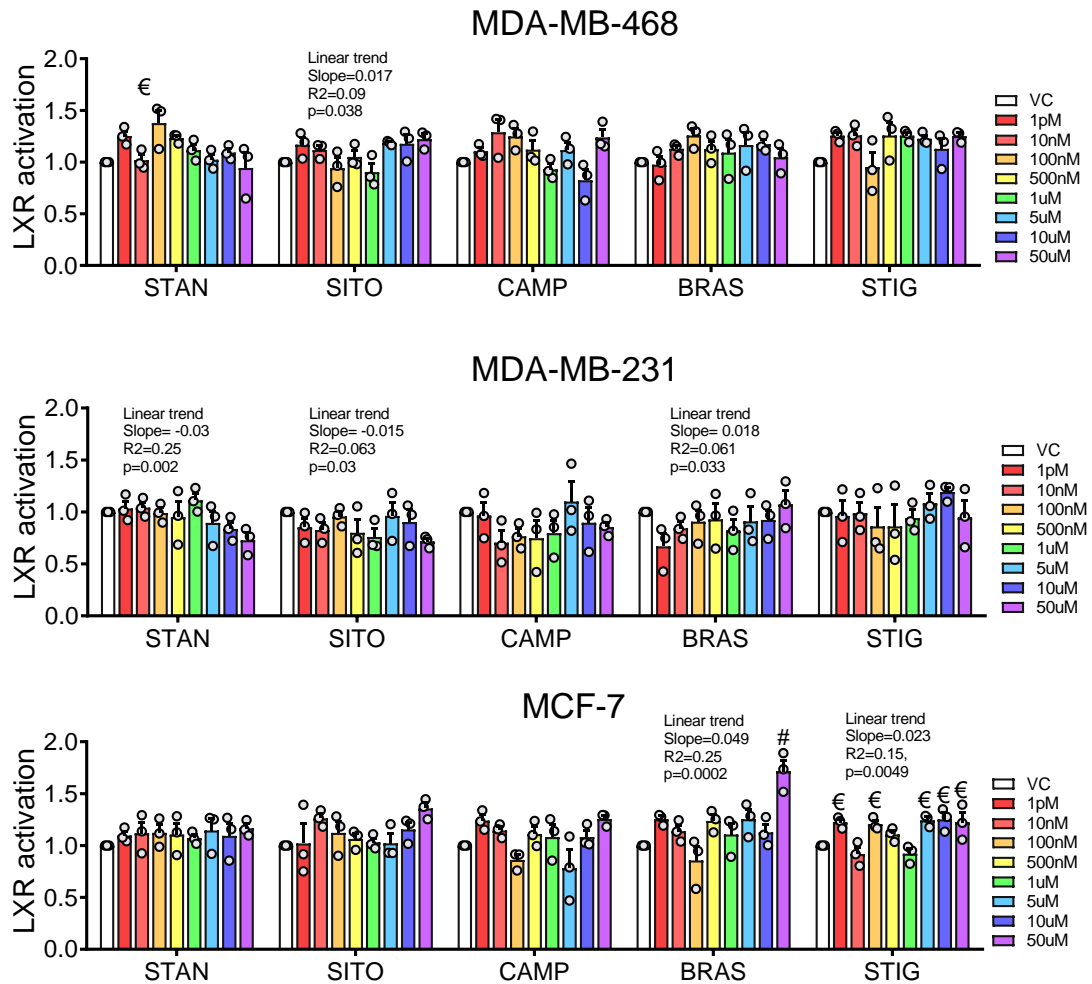 MDA-MB-468
LXR activation
2.0
1.5
1.0
0.5
0.0
€
Linear trend
Slope=0.017
R2=0.09
p=0.038
STAN
SITO
CAMP
BRAS
STIG
VC
1pM
10nM
100nM
500nM
1uM
5uM
10uM
50uM
MDA-MB-231
LXR activation
2.0
1.5
1.0
0.5
0.0
Linear trend
Slope= -0.03
R2=0.25
p=0.002
Linear trend
Slope= -0.015
R2=0.063
p=0.03
Linear trend
Slope= 0.018
R2=0.061
p=0.033
STAN
SITO
CAMP
BRAS
STIG
VC
1pM
10nM
100nM
500nM
1uM
5uM
10uM
50uM
MCF-7
LXR activation
2.0
1.5
1.0
0.5
0.0
Linear trend
Slope=0.049
R2=0.25
p=0.0002
#
Linear trend
Slope=0.023
R2=0.15,
p=0.0049
€
€
€
€
€
STAN
SITO
CAMP
BRAS
STIG
VC
1pM
10nM
100nM
500nM
1uM
5uM
10uM
50uM